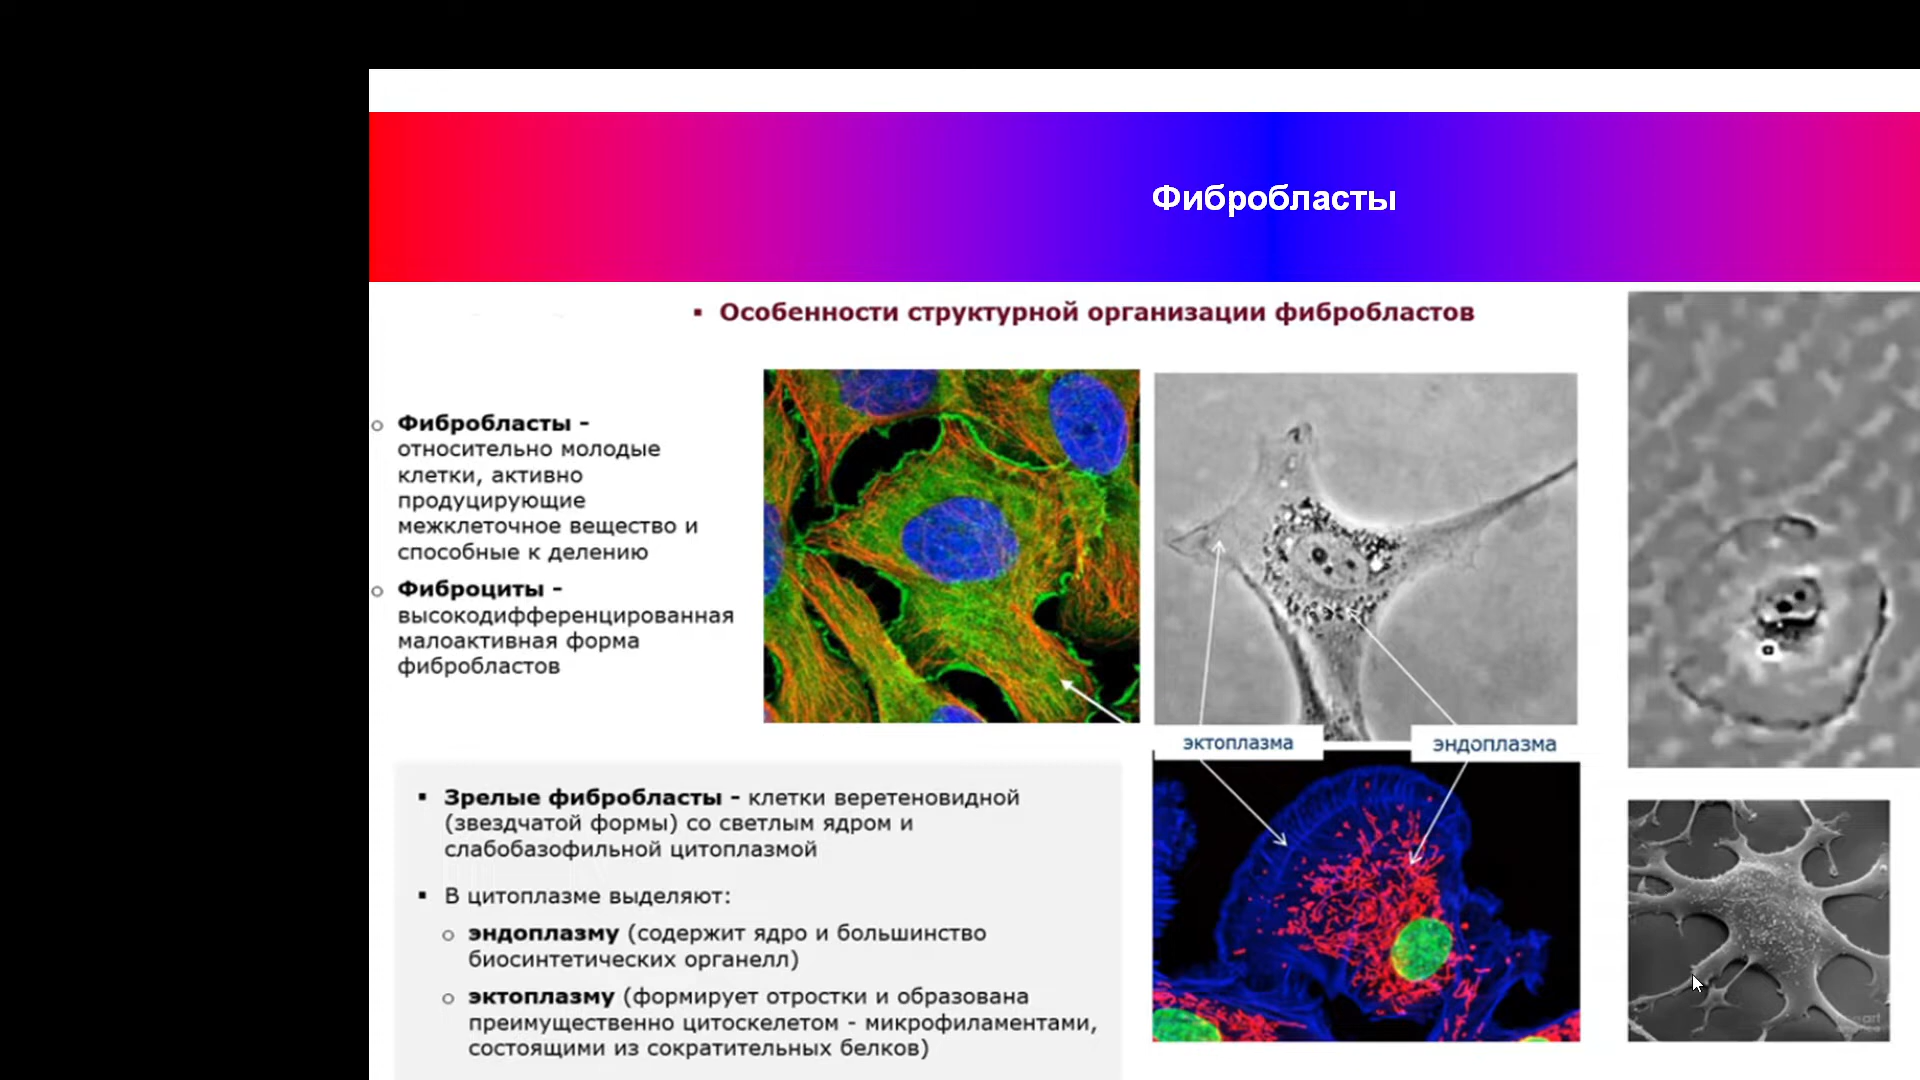 Фибробласты
▪ Особенности структурной организации фибробластов
o Фибробласты -
относительно молодые
клетки, активно
продуцирующие
межклеточное вещество и
способные к делению
o Фиброциты -
высокодифференцированная
малоактивная форма
фибробластов
эктоплазма
эндоплазма
▪ Зрелые фибробласты - клетки веретеновидной
(звездчатой формы) со светлым ядром и
слабобазофильной цитоплазмой
▪ В цитоплазме выделяют:
o эндоплазму (содержит ядро и большинство
биосинтетических органелл)
o эктоплазму (формирует отростки и образована
преимущественно цитоскелетом - микрофиламентами,
состоящими из сократительных белков)